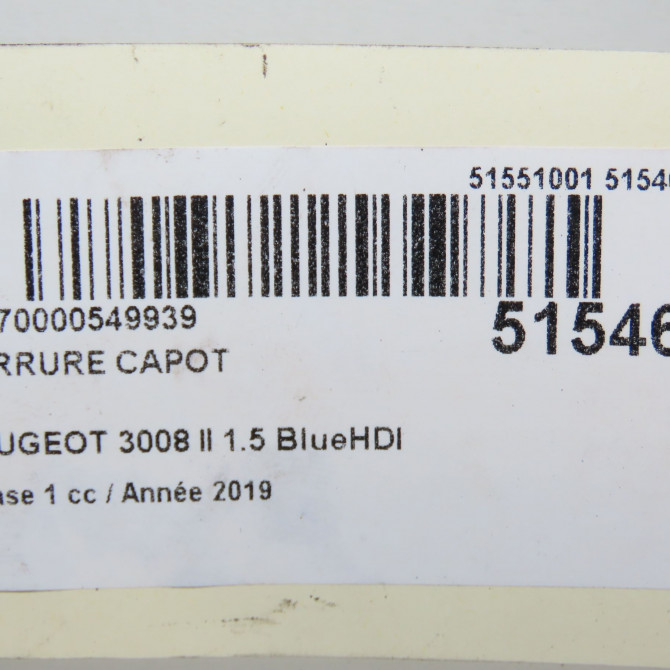 51551001 5154
70000549939
51546
RRURE CAPOT
UGEOT 3008 II 1.5 BlueHDI
ase 1 cc / Année 2019